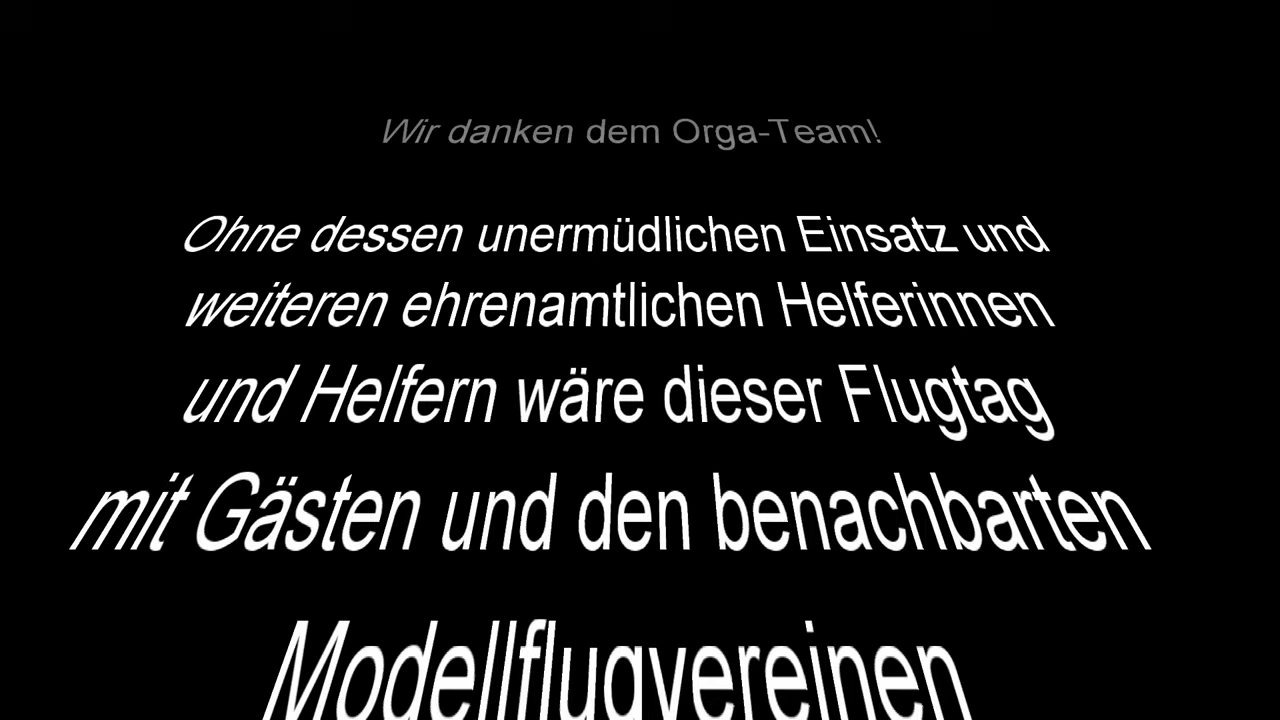 Wir danken dem Orga-Team!
Ohne dessen unermüdlichen Einsatz und
weiteren ehrenamtlichen Helferinnen
und Helfern wäre dieser Flugtag
mit Gästen und den benachbarten
Modellflugvereinen